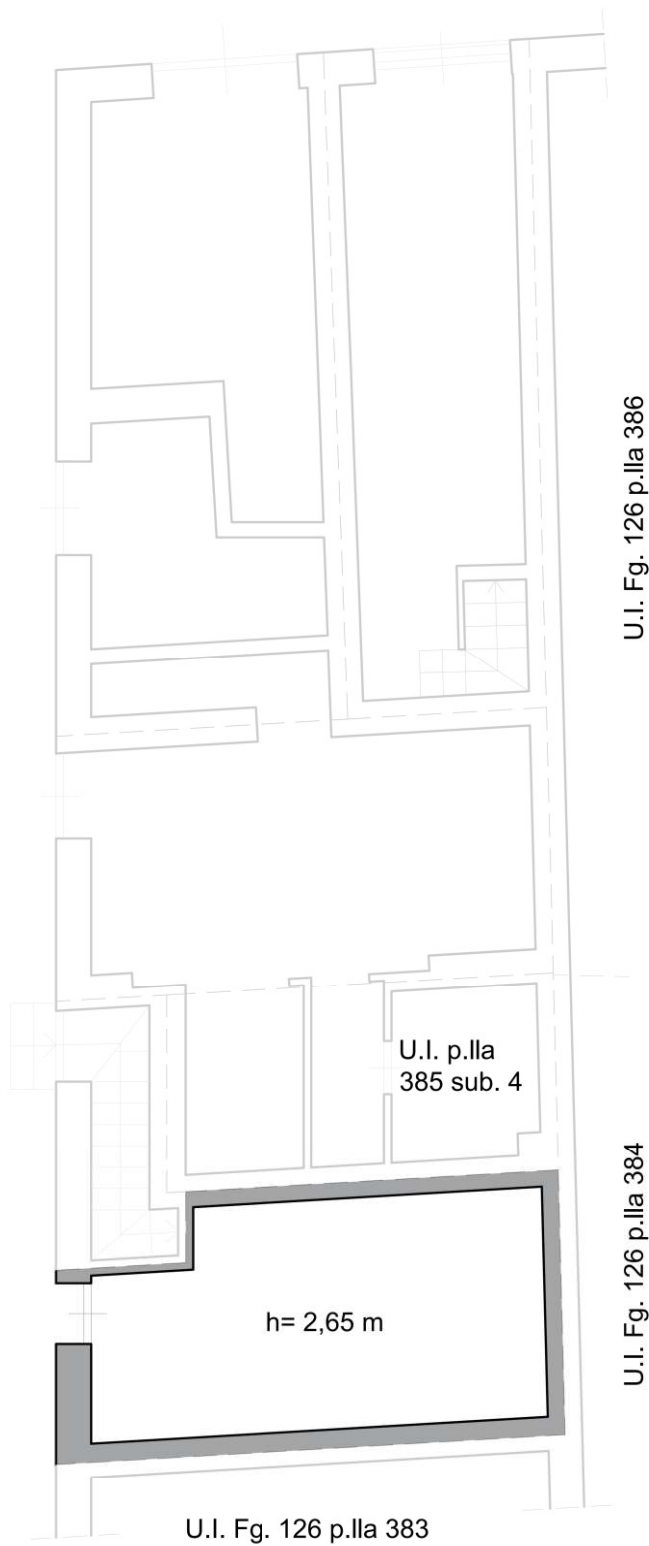 U.I. Fg. 126 p.lla 386
U.I. p.lla
385 sub. 4
U.I. Fg. 126 p.lla 384
h= 2,65 m
U.I. Fg. 126 p.lla 383